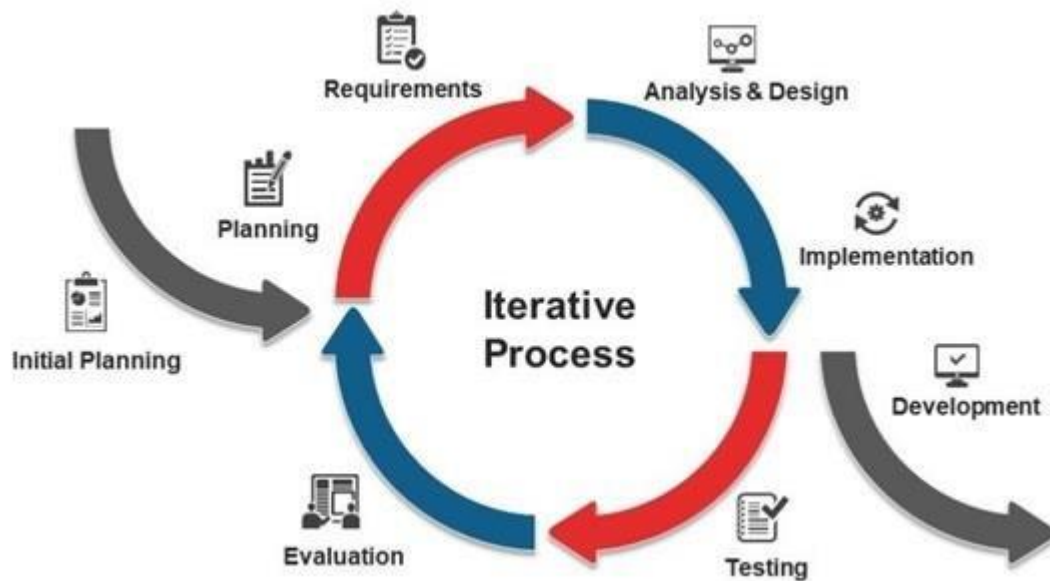 Requirements
Analysis & Design
Planning
Implementation
Iterative
Process
Initial Planning
Development
Evaluation
Testing